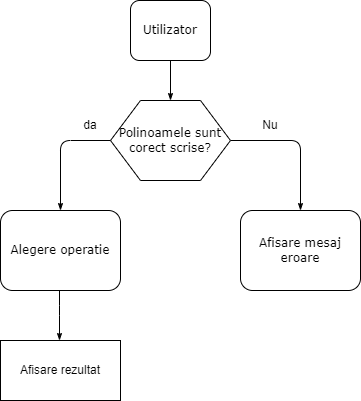 Utilizator
Polinoamele sunt
corect scrise?
da
Nu
Alegere operatie
Afisare mesaj
eroare
Afisare rezultat